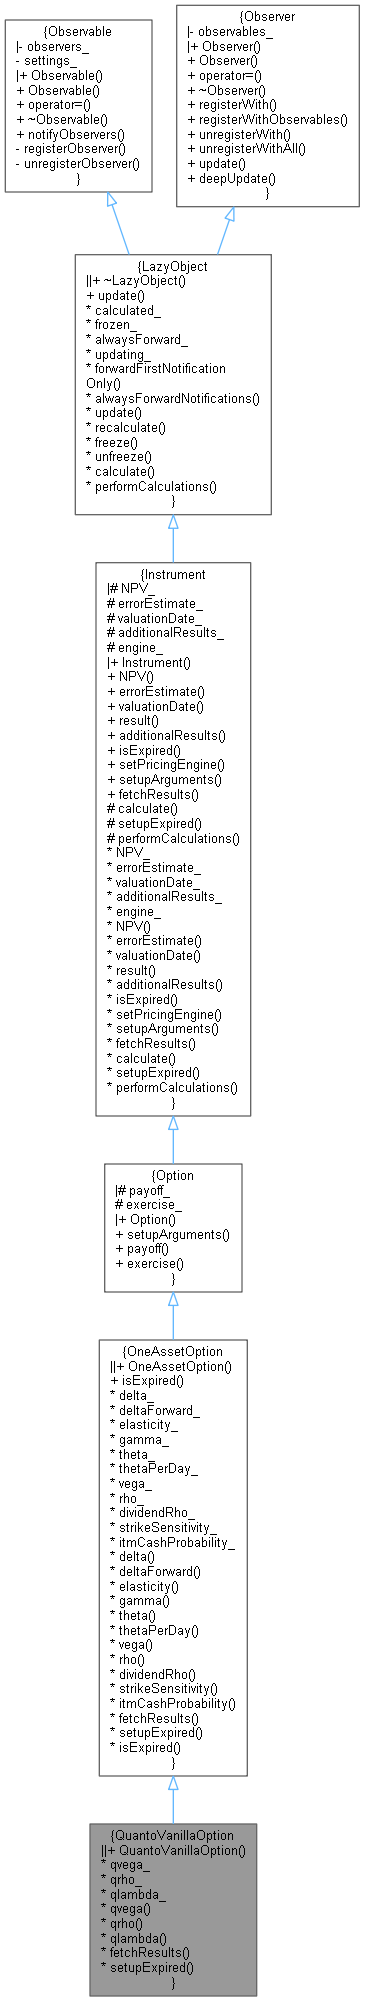 {Observable
|- observers_
- settings_
|+ Observable()
+ Observable()
+ operator=()
+ ~Observable()
+ notifyObservers()
- registerObserver()
- unregisterObserver()
}
{Observer
|- observables_
|+ Observer()
+ Observer()
+ operator=()
+ ~Observer()
+ registerWith()
+ registerWithObservables()
+ unregisterWith()
+ unregisterWithAll()
+ update()
+ deepUpdate()
}
{LazyObject
||+ ~LazyObject()
+ update()
* calculated_
* frozen_
* alwaysForward_
* updating_
* forwardFirstNotification
Only()
* alwaysForwardNotifications()
* update()
* recalculate()
* freeze()
* unfreeze()
* calculate()
* performCalculations()
}
{Instrument
|# NPV_
# errorEstimate_
# valuationDate_
# additionalResults_
# engine_
|+ Instrument()
+ NPV()
+ errorEstimate()
+ valuationDate()
+ result()
+ additionalResults()
+ isExpired()
+ setPricingEngine()
+ setupArguments()
+ fetchResults()
# calculate()
# setupExpired()
# performCalculations()
* NPV_
* errorEstimate_
* valuationDate_
* additionalResults_
* engine_
* NPV()
* errorEstimate()
* valuationDate()
* result()
* additionalResults()
* isExpired()
* setPricingEngine()
* setupArguments()
* fetchResults()
* calculate()
* setupExpired()
* performCalculations()
}
{Option
|# payoff_
# exercise_
|+ Option()
+ setupArguments()
+ payoff()
+ exercise()
}
{OneAssetOption
||+ OneAssetOption()
+ isExpired()
* delta_
* deltaForward_
* elasticity_
* gamma_
* theta_
* thetaPerDay_
* vega_
* rho_
* dividendRho_
* strikeSensitivity_
* itmCashProbability_
* delta()
* deltaForward()
* elasticity()
* gamma()
* theta()
* thetaPerDay()
* vega()
* rho()
* dividendRho()
* strikeSensitivity()
* itmCashProbability()
* fetchResults()
* setupExpired()
* isExpired()
}
{QuantoVanillaOption
||+ QuantoVanillaOption()
* qvega_
* qrho_
* qlambda_
* qvega()
* qrho()
* qlambda()
* fetchResults()
* setupExpired()
}